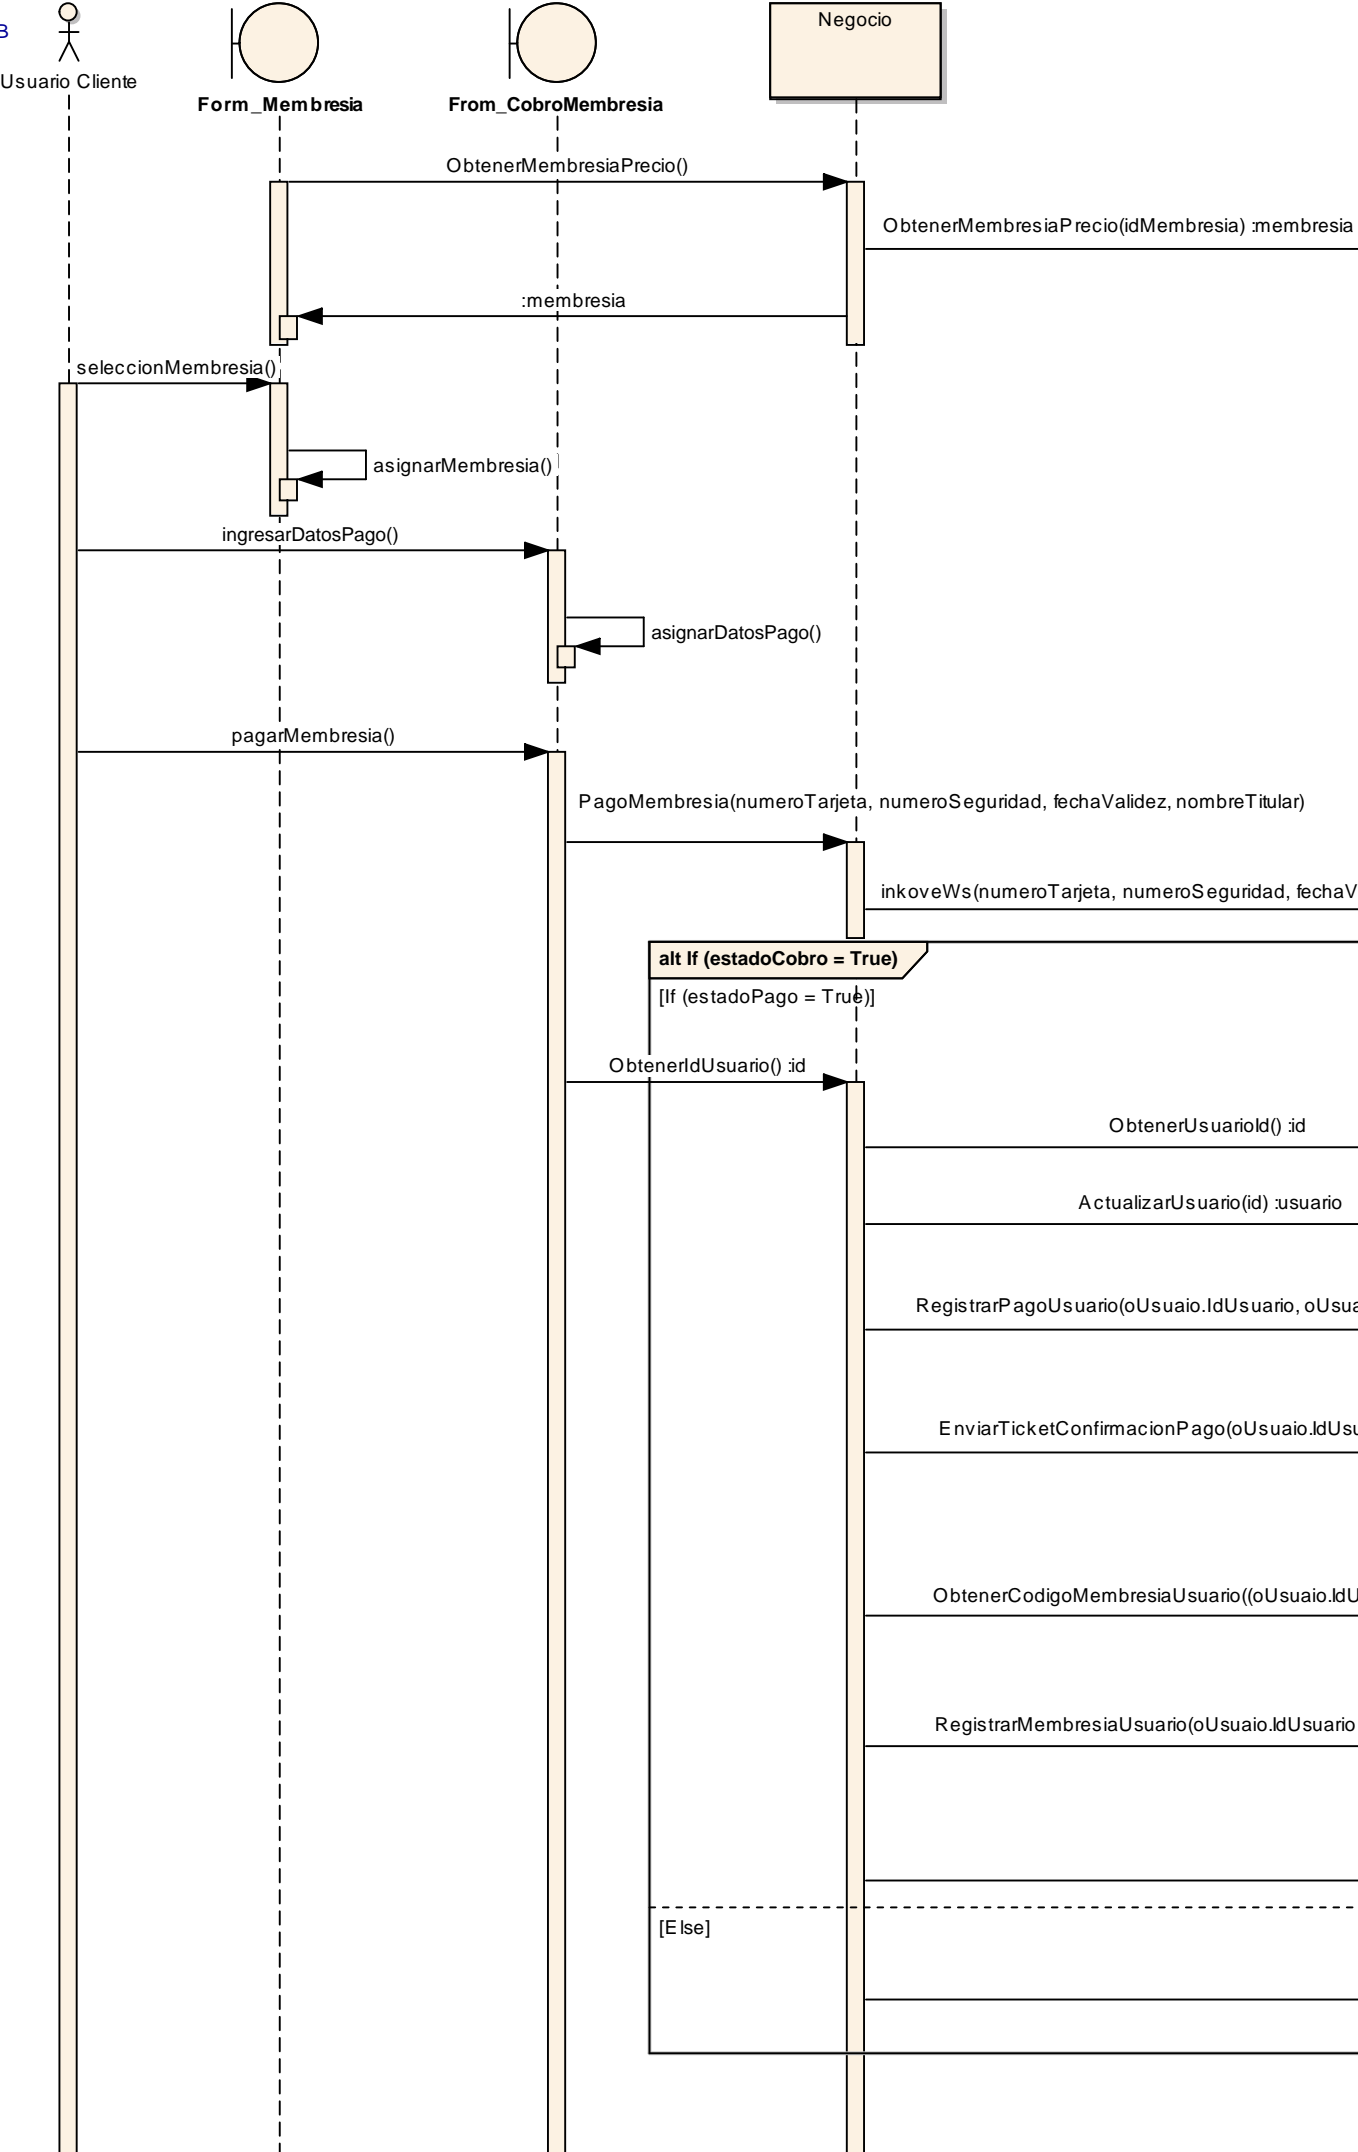 B
Usuario Cliente
Form_Membresia
From_CobroMembresia
Negocio
ObtenerMembresiaPrecio()
ObtenerMembresiaPrecio(idMembresia) :membresia
:membresia
seleccionMembresia()
asignarMembresia()
ingresarDatosPago()
asignarDatosPago()
pagarMembresia()
PagoMembresia(numeroTarjeta, numeroSeguridad, fechaValidez, nombreTitular)
inkoveWs(numeroTarjeta, numeroSeguridad, fechaV
alt If (estadoCobro = True)
[If (estadoPago = True)]
ObtenerIdUsuario() :id
ObtenerUsuarioId() :id
ActualizarUsuario(id) :usuario
RegistrarPagoUsuario(oUsuaio.IdUsuario, oUsua
EnviarTicketConfirmacionPago(oUsuaio.IdUsu
ObtenerCodigoMembresiaUsuario((oUsuaio.IdU
RegistrarMembresiaUsuario(oUsuaio.IdUsuario
[Else]